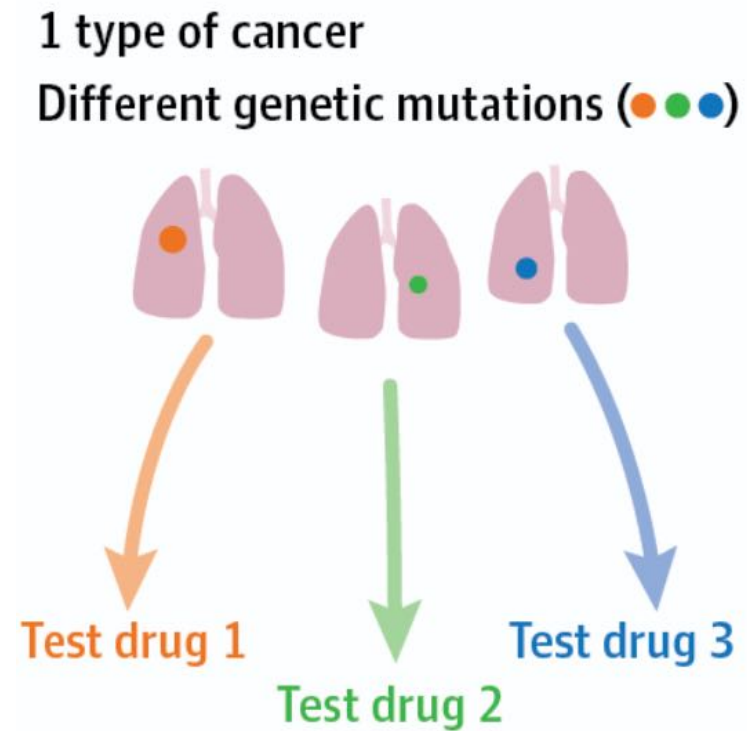 1 type of cancer
Different genetic mutations (●●●)
Test drug 1
Test drug 2
Test drug 3